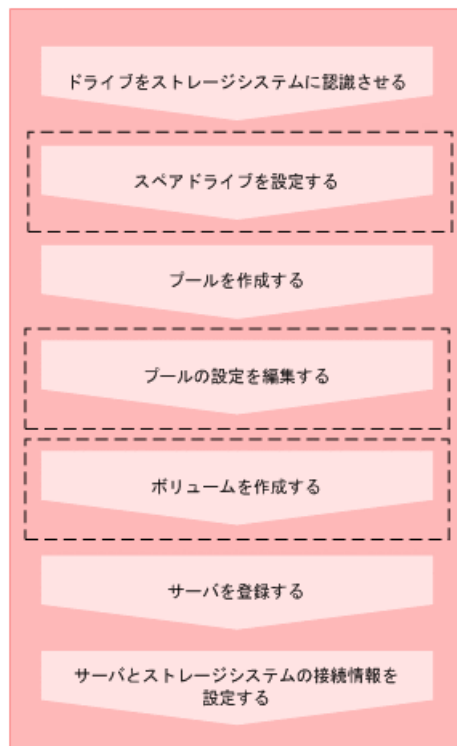 ドライブをストレージシステムに認識させる
スペアドライブを設定する
プールを作成する
プールの設定を編集する
ボリュームを作成する
サーバを登録する
サーバとストレージシステムの接続情報を
設定する